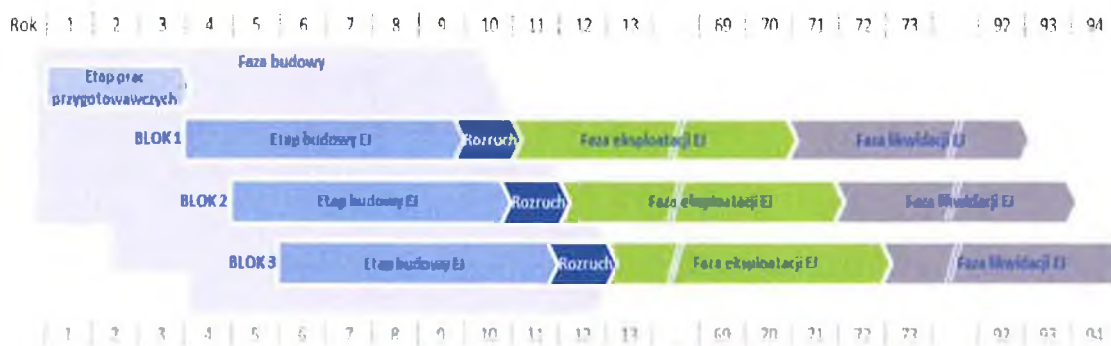 Rok 1 2 3 4 5 6 7 8 9 10 11 12 13 69 70 71 72 73 92 93 94
Faza budowy
Etap prac
przygotowawczych
BLOK 1 Etap budowy EJ Rozruch Faza eksploatacji EJ Faza likwidacji EJ
BLOK 2 Etap budowy EJ Rozruch Faza eksploatacji EJ Faza likwidacji EJ
BLOK 3 Etap budowy EJ Rozruch Faza eksploatacji EJ Faza likwidacji EJ
1 2 3 4 5 6 7 8 9 10 11 12 13 69 70 71 72 73 92 93 94